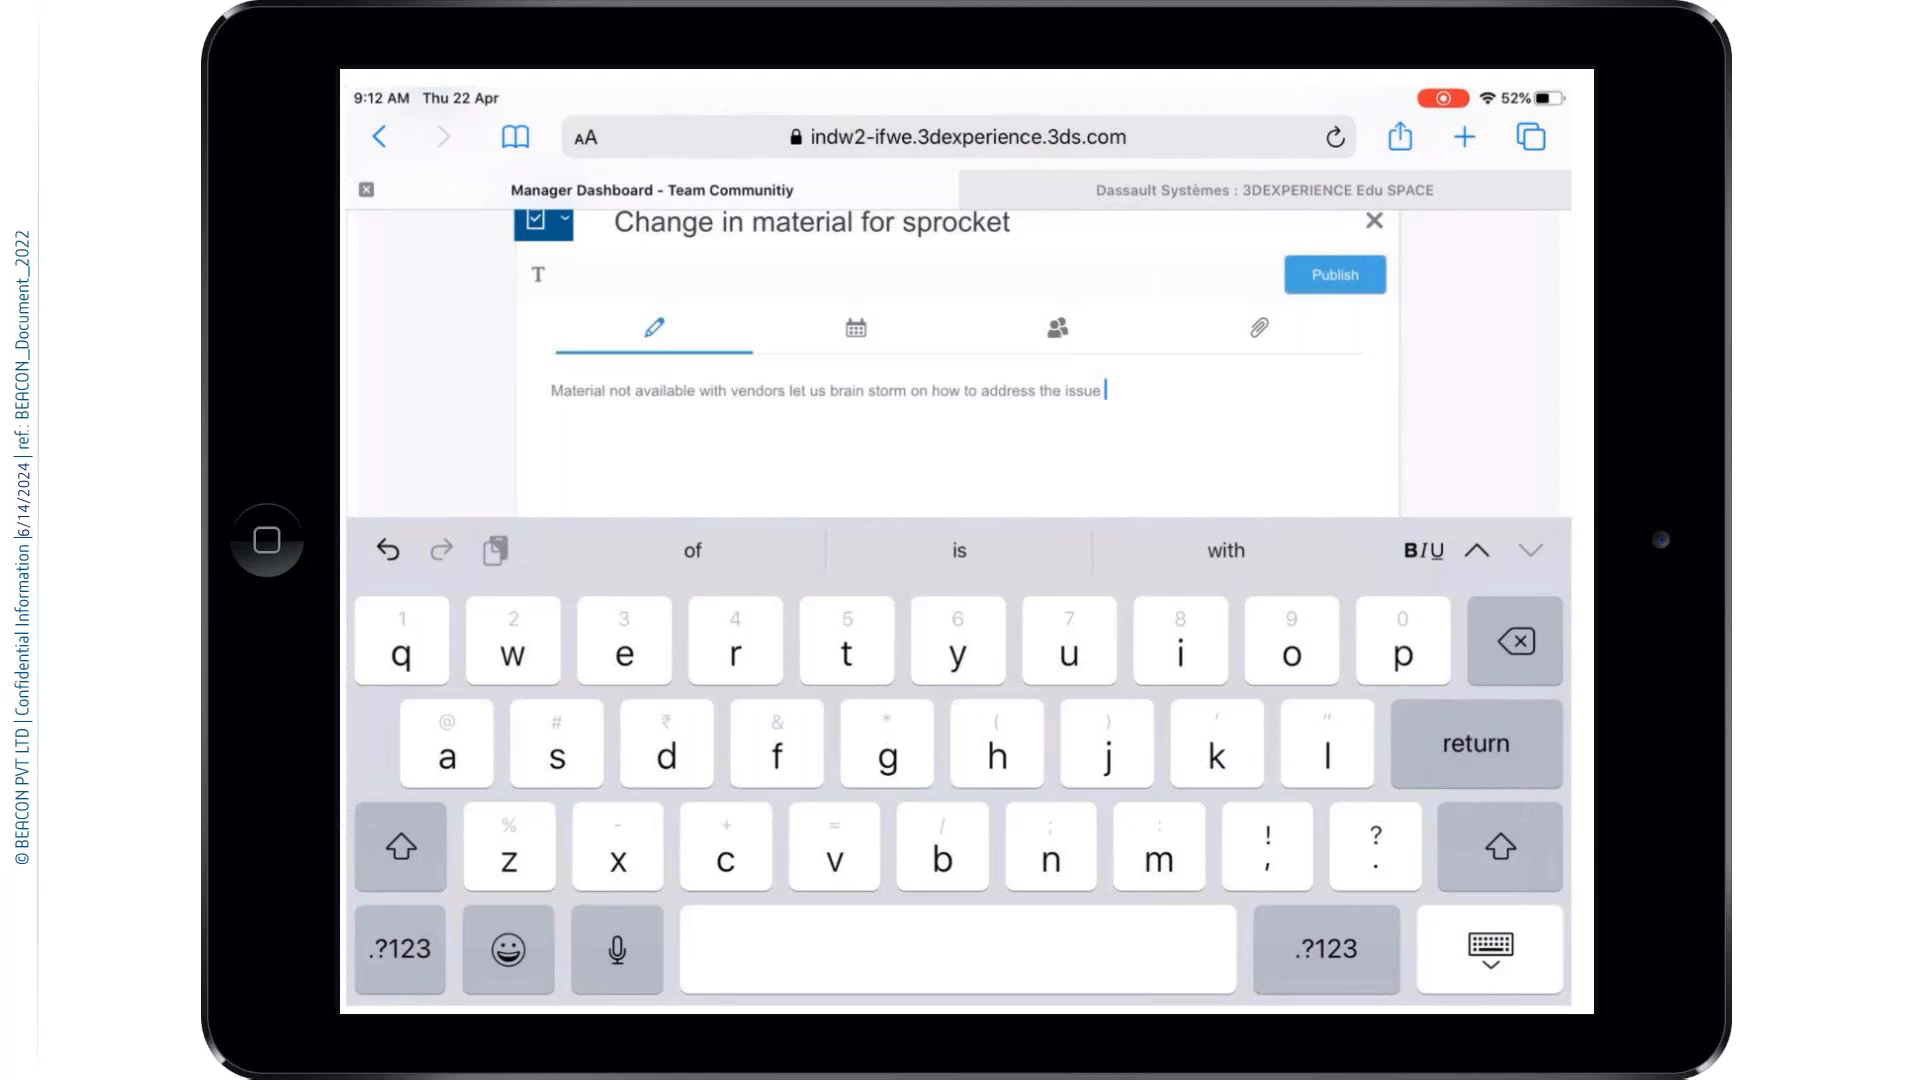 © BEACON PVT LTD | Confidential Information |6/14/2024 | ref.: BEACON_Document_2022
9:12 AM Thu 22 Apr
52%
AA indw2-ifwe.3dexperience.3ds.com
Manager Dashboard - Team Communitiy
Dassault Systèmes : 3DEXPERIENCE Edu SPACE
Change in material for sprocket
T
Publish
Material not available with vendors let us brain storm on how to address the issue
of is with BIU
1 2 3 4 5 6 7 8 9 0
q w e r t y u i o p
@ # ₹ & * ( ) ' "
a s d f g h j k l return
% - + = / ; : ! ?
z x c v b n m , .
.?123 .?123